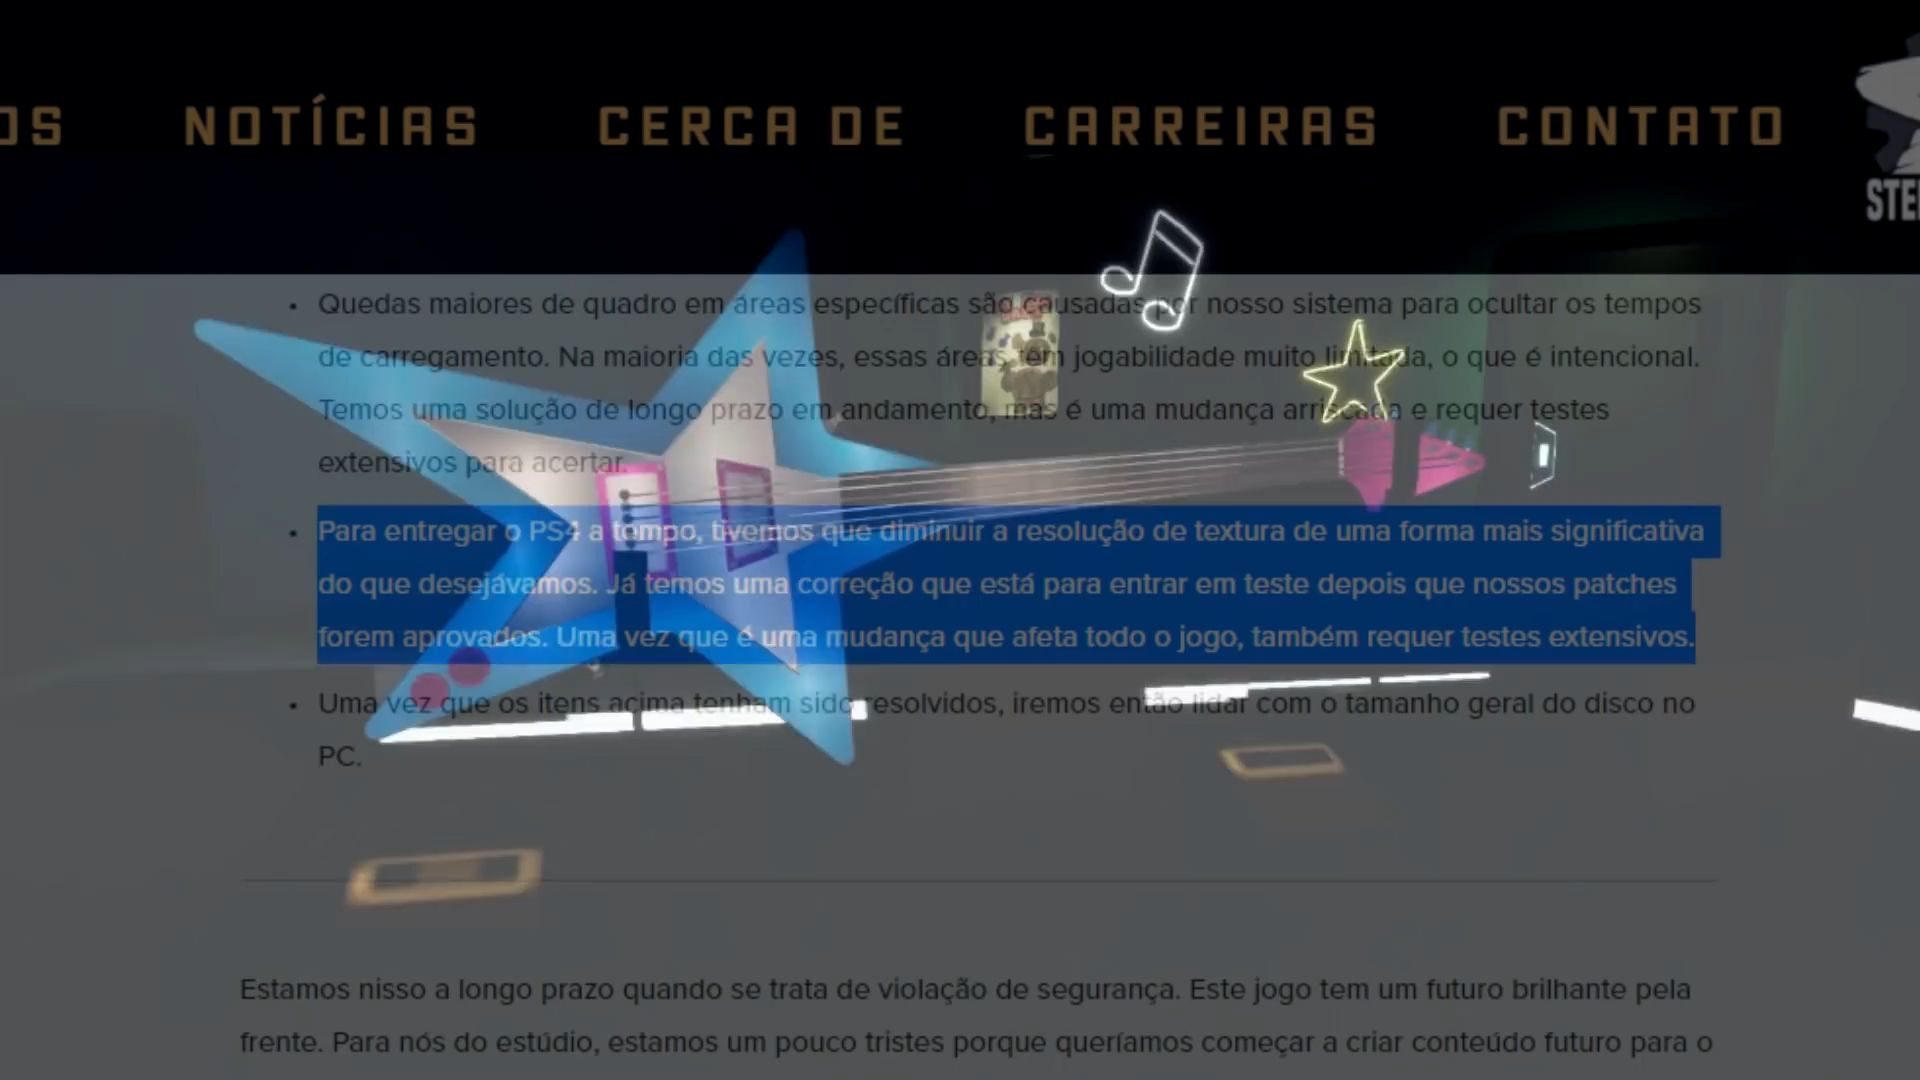 OS NOTÍCIAS CERCA DE CARREIRAS CONTATO
STE
• Quedas maiores de quadro em áreas específicas são causadas por nosso sistema para ocultar os tempos
de carregamento. Na maioria das vezes, essas áreas têm jogabilidade muito limitada, o que é intencional.
Temos uma solução de longo prazo em andamento, mas é uma mudança arriscada e requer testes
extensivos para acertar.
• Para entregar o PS4 a tempo, tivemos que diminuir a resolução de textura de uma forma mais significativa
do que desejávamos. Já temos uma correção que está para entrar em teste depois que nossos patches
forem aprovados. Uma vez que é uma mudança que afeta todo o jogo, também requer testes extensivos.
• Uma vez que os itens acima tenham sido resolvidos, iremos então lidar com o tamanho geral do disco no
PC.
Estamos nisso a longo prazo quando se trata de violação de segurança. Este jogo tem um futuro brilhante pela
frente. Para nós do estúdio, estamos um pouco tristes porque queríamos começar a criar conteúdo futuro para o